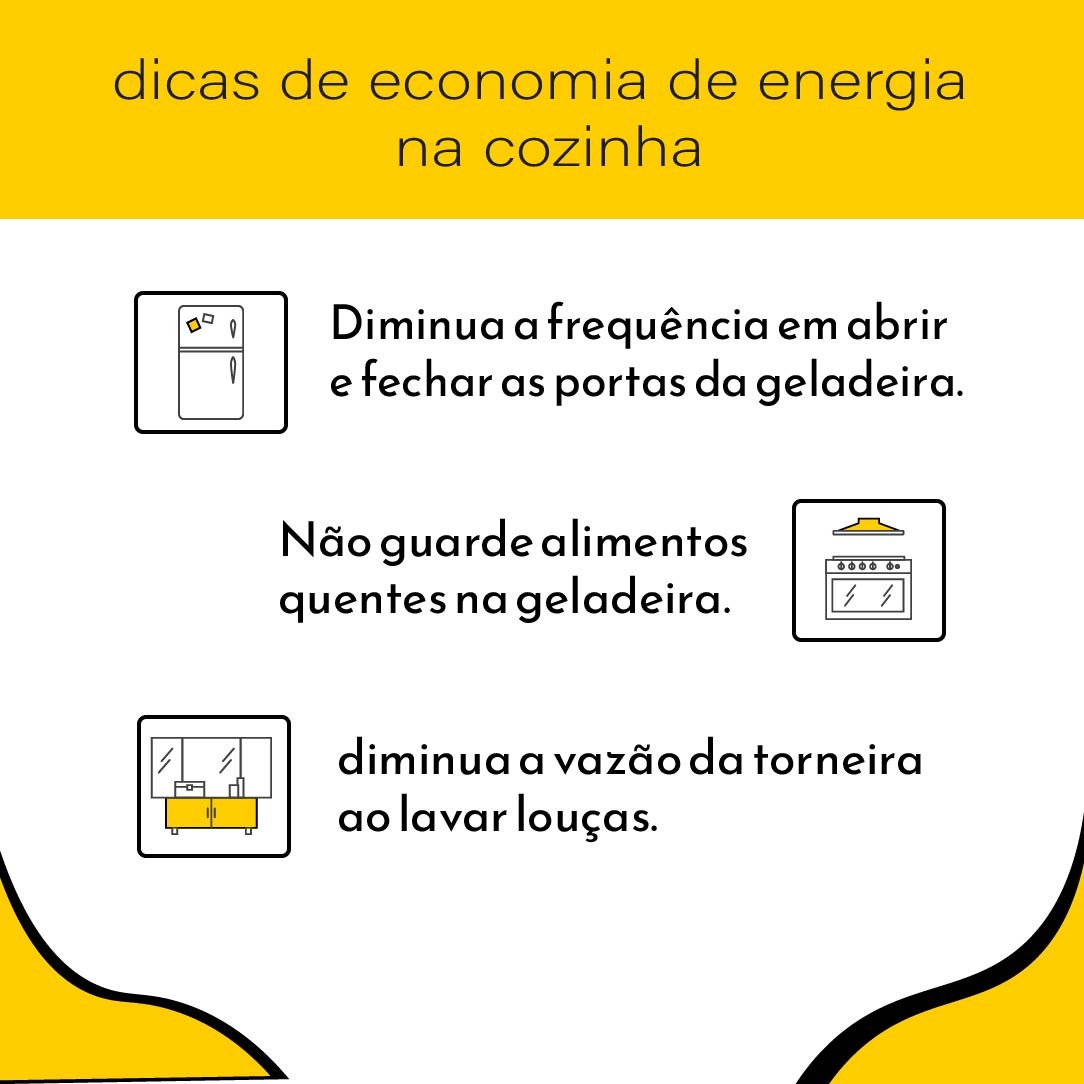 dicas de economia de energia
na cozinha
Diminua a frequência em abrir
e fechar as portas da geladeira.
Não guarde alimentos
quentes na geladeira.
diminua a vazão da torneira
ao lavar louças.